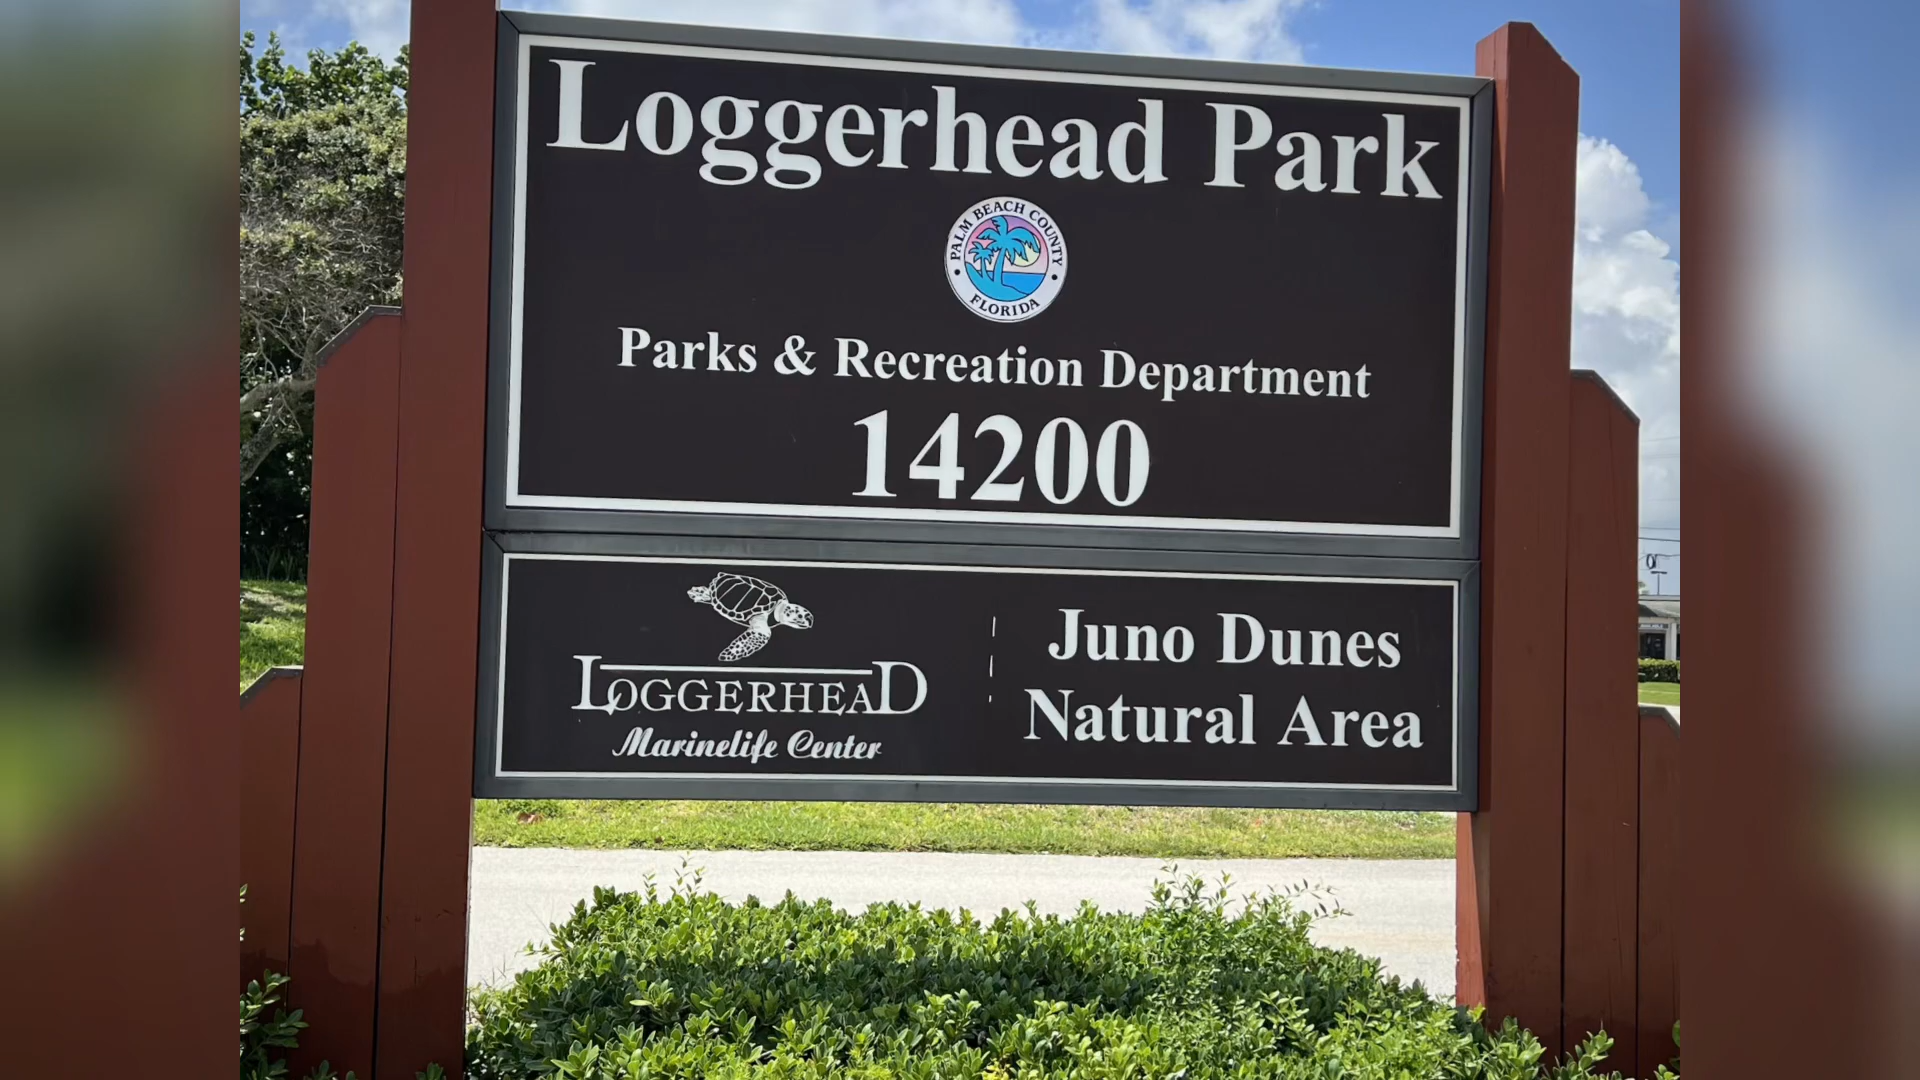 Loggerhead Park
PALM BEACH COUNTY
FLORIDA
Parks & Recreation Department
14200
LOGGERHEAD
Marinelife Center
Juno Dunes
Natural Area